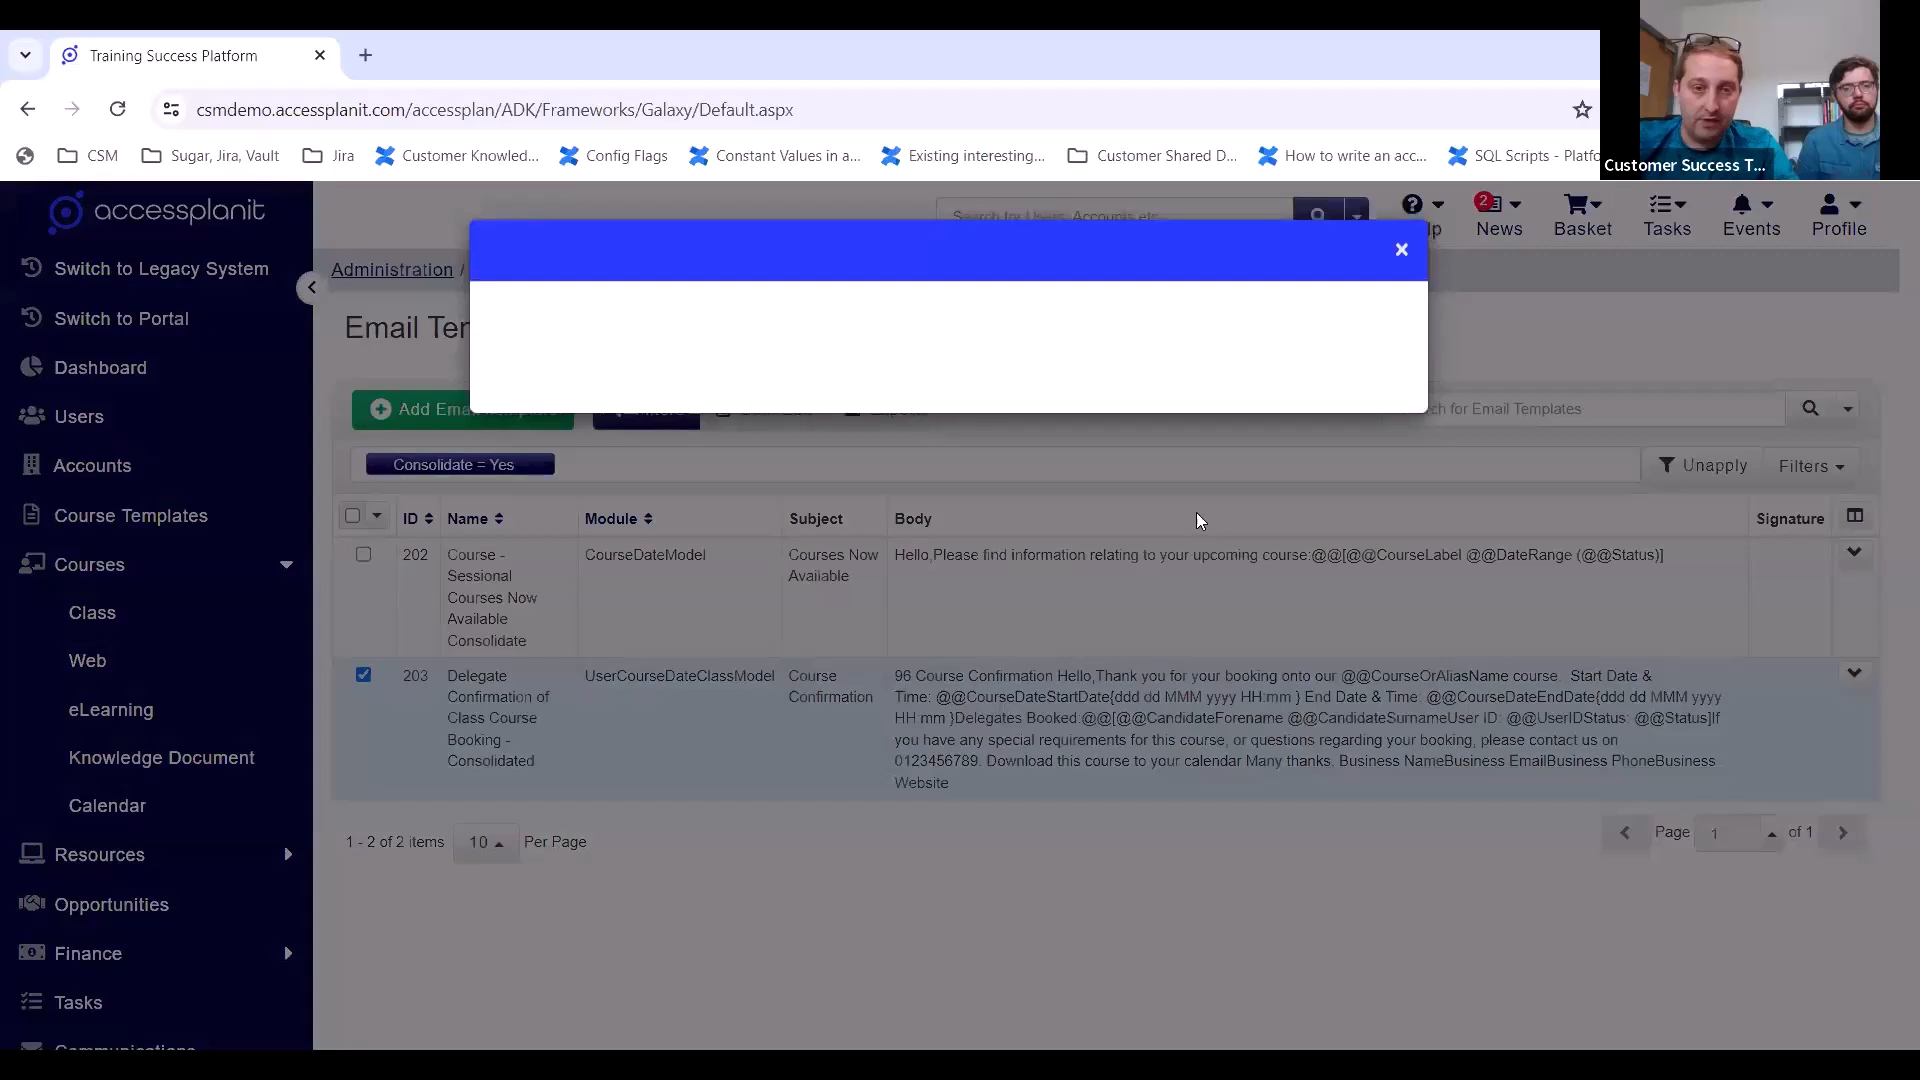 Training Success Platform
csmdemo.accessplanit.com/accessplan/ADK/Frameworks/Galaxy/Default.aspx
CSM
Sugar, Jira, Vault
Jira
Customer Knowled...
Config Flags
Constant Values in a...
Existing interesting...
Customer Shared D...
How to write an acc...
SQL Scripts - Platfo
Customer Success T...
accessplanit
Search for Users, Accounts etc
2
News
Basket
Tasks
Events
Profile
Switch to Legacy System
Switch to Portal
Dashboard
Users
Accounts
Course Templates
Courses
Class
Web
eLearning
Knowledge Document
Calendar
Resources
Opportunities
Finance
Tasks
Communications
Administration /
Email Ter
Add Email Template
Search for Email Templates
Consolidate = Yes
Unapply
Filters
ID Name Module Subject Body Signature
202
Course -
Sessional
Courses Now
Available
Consolidate
CourseDateModel
Courses Now
Available
Hello,Please find information relating to your upcoming course:@@[@@CourseLabel @@DateRange (@@Status)]
203
Delegate
Confirmation of
Class Course
Booking -
Consolidated
UserCourseDateClassModel
Course
Confirmation
96 Course Confirmation Hello,Thank you for your booking onto our @@CourseOrAliasName course. Start Date &
Time: @@CourseDateStartDate{ddd dd MMM yyyy HH:mm } End Date & Time: @@CourseDateEndDate{ddd dd MMM yyyy
HH mm }Delegates Booked:@@[@@CandidateForename @@CandidateSurnameUser ID: @@UserIDStatus: @@Status]If
you have any special requirements for this course, or questions regarding your booking, please contact us on
0123456789. Download this course to your calendar Many thanks. Business NameBusiness EmailBusiness PhoneBusiness
Website
1 - 2 of 2 items
10
Per Page
Page
1
of 1